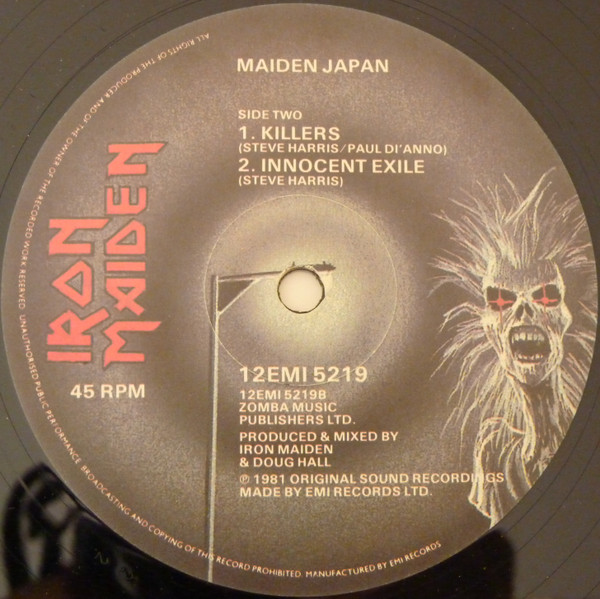 MAIDEN JAPAN
SIDE TWO
1. KILLERS
(STEVE HARRIS/PAUL DI'ANNO)
2. INNOCENT EXILE
(STEVE HARRIS)
IRON
MAIDEN
45 RPM
12EMI 5219
12EMI 5219B
ZOMBA MUSIC
PUBLISHERS LTD.
PRODUCED & MIXED BY
IRON MAIDEN
& DOUG HALL
℗ 1981 ORIGINAL SOUND RECORDINGS
MADE BY EMI RECORDS LTD.
ALL RIGHTS OF THE PRODUCER AND OF THE OWNER OF THE RECORDED WORK RESERVED. UNAUTHORISED PUBLIC PERFORMANCE, BROADCASTING AND COPYING OF THIS RECORD PROHIBITED. MANUFACTURED BY EMI RECORDS